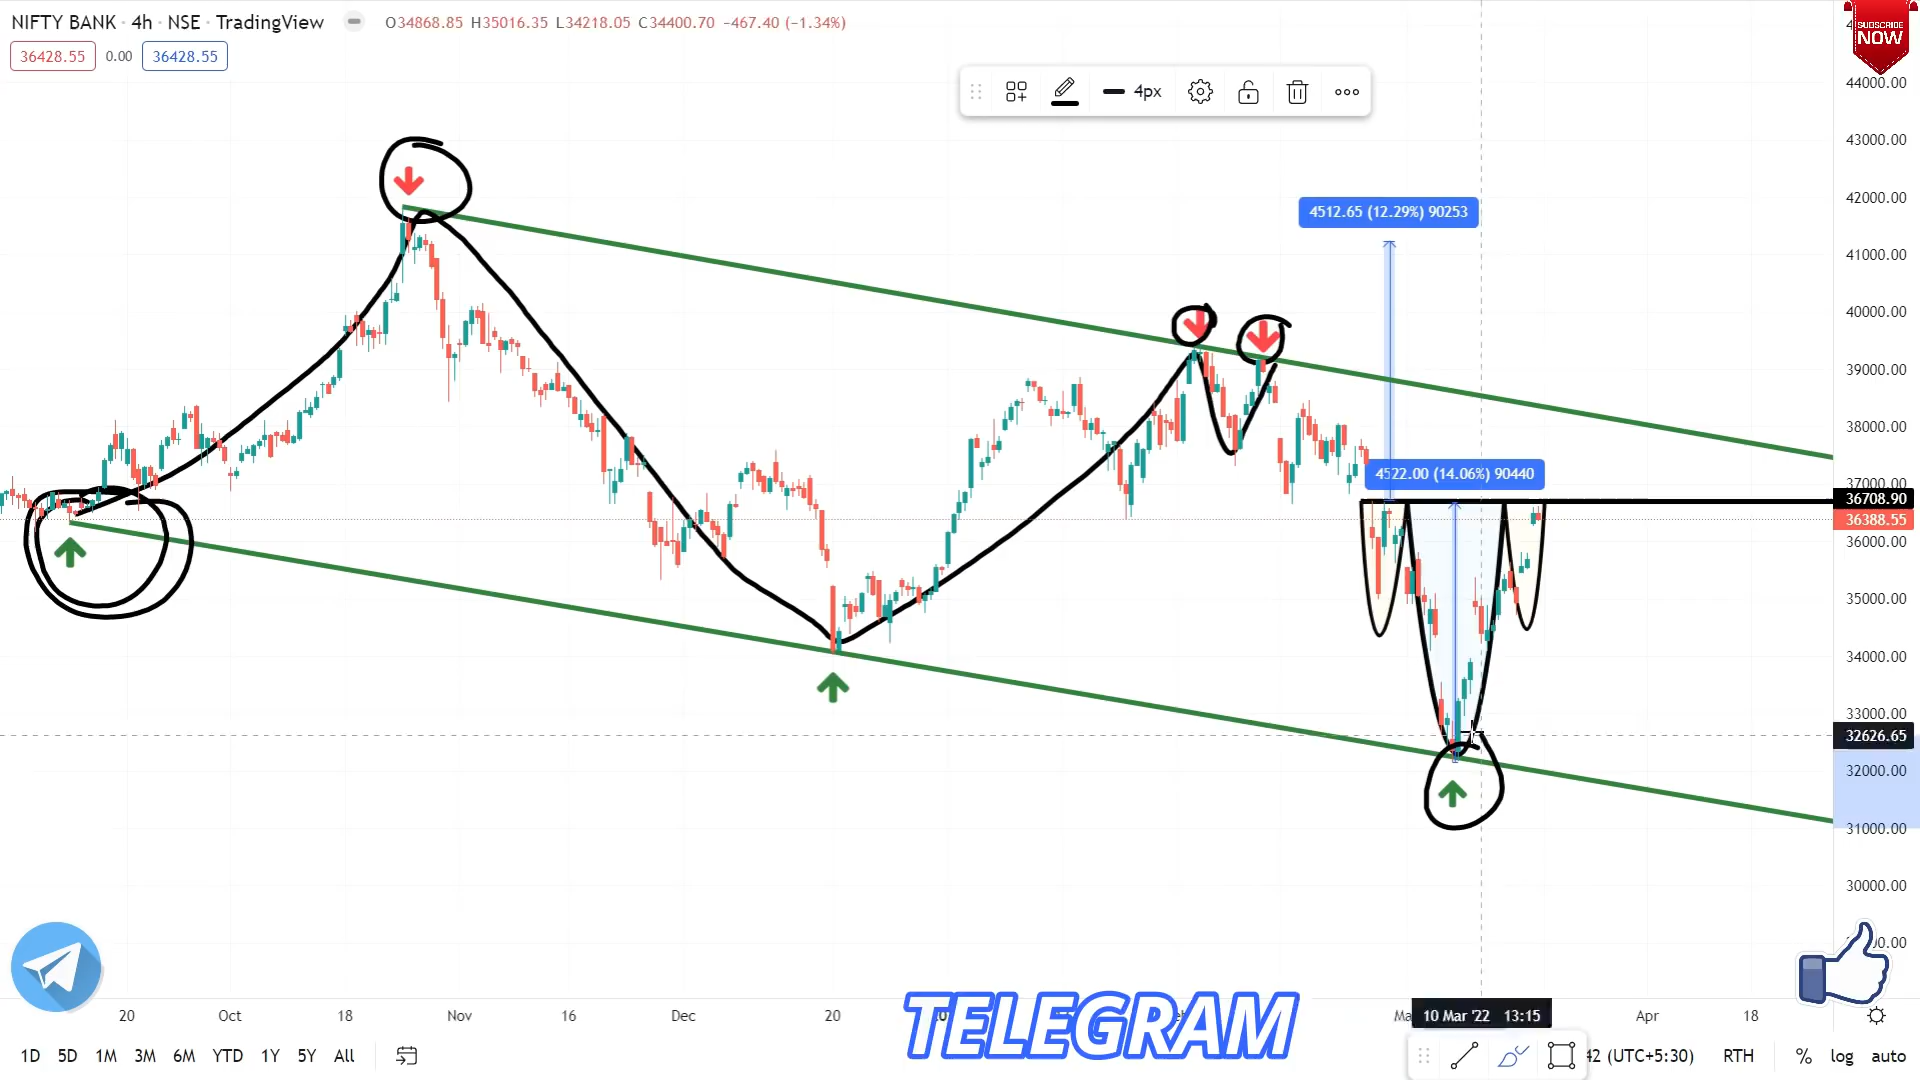 NIFTY BANK · 4h · NSE · TradingView O34868.85 H35016.35 L34218.05 C34400.70 −467.40 (−1.34%)
36428.55 0.00 36428.55
SUBSCRIBE
NOW
4px
44000.00
43000.00
42000.00
41000.00
40000.00
39000.00
38000.00
37000.00
36708.90
36388.55
36000.00
35000.00
34000.00
33000.00
32626.65
32000.00
31000.00
30000.00
4512.65 (12.29%) 90253
4522.00 (14.06%) 90440
20 Oct 18 Nov 16 Dec 20 10 Mar '22 13:15 Apr 18
TELEGRAM
1D 5D 1M 3M 6M YTD 1Y 5Y All
42 (UTC+5:30) RTH % log auto